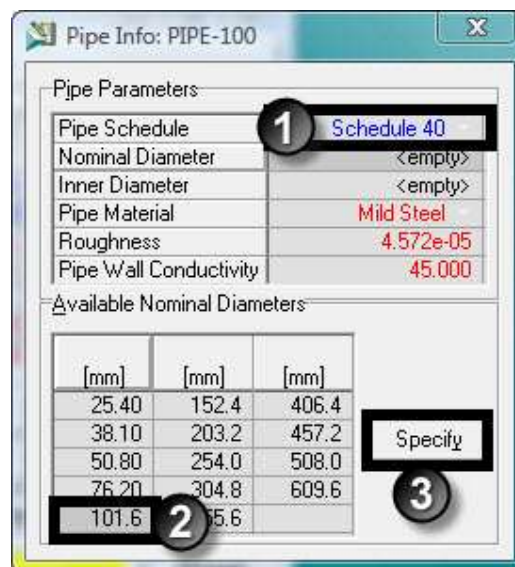 Pipe Info: PIPE-100
X
Pipe Parameters
Pipe Schedule 1 Schedule 40
Nominal Diameter <empty>
Inner Diameter <empty>
Pipe Material Mild Steel
Roughness 4.572e-05
Pipe Wall Conductivity 45.000
Available Nominal Diameters
[mm] [mm] [mm]
25.40 152.4 406.4
38.10 203.2 457.2
50.80 254.0 508.0
76.20 304.8 609.6
101.6 2 5.6
Specify
3